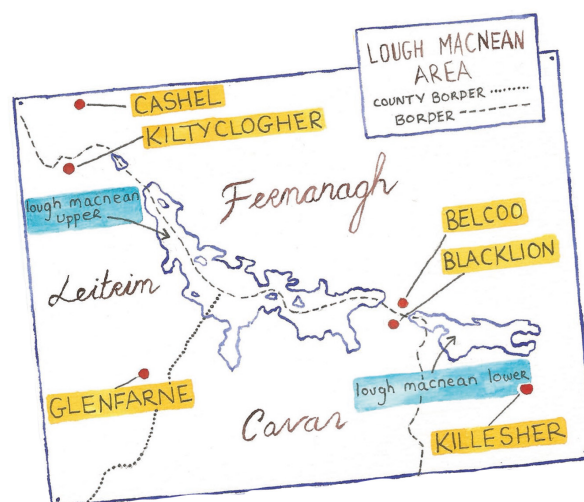 LOUGH MACNEAN
AREA
COUNTY BORDER
BORDER
CASHEL
KILTYCLOGHER
lough macnean
upper
Fermanagh
BELCOO
BLACKLION
Leitrim
GLENFARNE
lough macnean lower
Cavan
KILLESHER